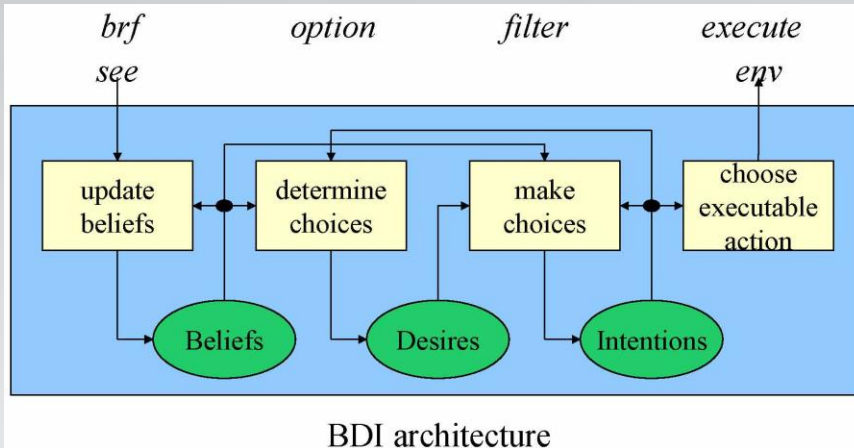 brf option filter execute
see env
update beliefs
determine choices
make choices
choose executable action
Beliefs Desires Intentions
BDI architecture